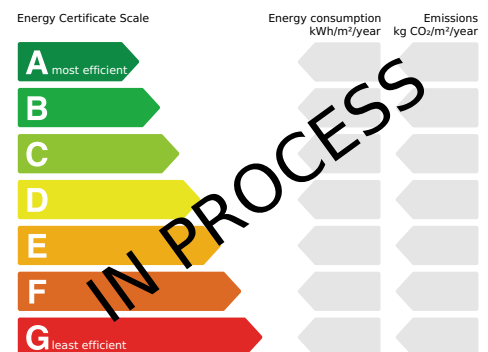 Energy Certificate Scale
Energy consumption
kWh/m²/year
Emissions
kg CO₂/m²/year
A most efficient
B
C
D
E
F
G least efficient
IN PROCESS